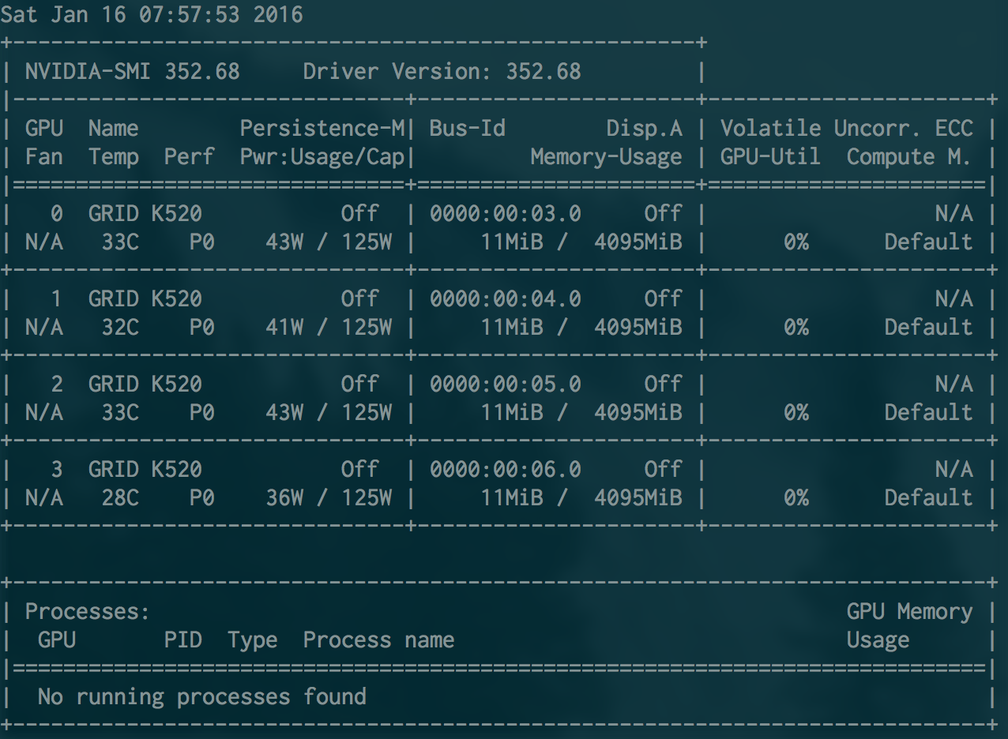 Sat Jan 16 07:57:53 2016
+------------------------------------------------------+
| NVIDIA-SMI 352.68     Driver Version: 352.68         |
|-------------------------------+----------------------+----------------------+
| GPU  Name        Persistence-M| Bus-Id        Disp.A | Volatile Uncorr. ECC |
| Fan  Temp  Perf  Pwr:Usage/Cap|         Memory-Usage | GPU-Util  Compute M. |
|===============================+======================+======================|
|   0  GRID K520           Off  | 0000:00:03.0     Off |                  N/A |
| N/A   33C    P0    43W / 125W |     11MiB /  4095MiB |      0%      Default |
+-------------------------------+----------------------+----------------------+
|   1  GRID K520           Off  | 0000:00:04.0     Off |                  N/A |
| N/A   32C    P0    41W / 125W |     11MiB /  4095MiB |      0%      Default |
+-------------------------------+----------------------+----------------------+
|   2  GRID K520           Off  | 0000:00:05.0     Off |                  N/A |
| N/A   33C    P0    43W / 125W |     11MiB /  4095MiB |      0%      Default |
+-------------------------------+----------------------+----------------------+
|   3  GRID K520           Off  | 0000:00:06.0     Off |                  N/A |
| N/A   28C    P0    36W / 125W |     11MiB /  4095MiB |      0%      Default |
+-------------------------------+----------------------+----------------------+

+-----------------------------------------------------------------------------+
| Processes:                                                       GPU Memory |
|  GPU       PID  Type  Process name                               Usage      |
|=============================================================================|
|  No running processes found                                                 |
+-----------------------------------------------------------------------------+